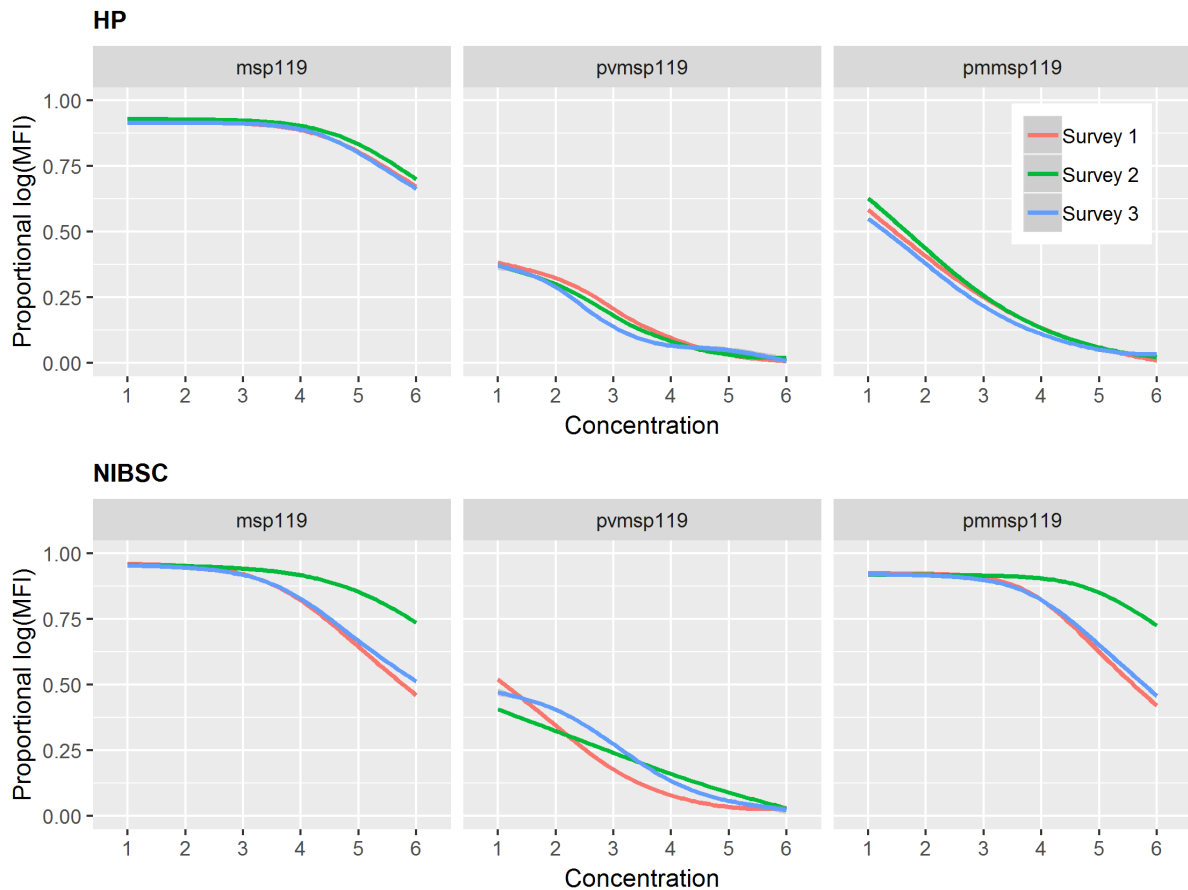 HP
msp119 pvmsp119 pmmsp119
Proportional log(MFI)
1.00
0.75
0.50
0.25
0.00
Survey 1
Survey 2
Survey 3
1 2 3 4 5 6 1 2 3 4 5 6 1 2 3 4 5 6
Concentration
NIBSC
msp119 pvmsp119 pmmsp119
Proportional log(MFI)
1.00
0.75
0.50
0.25
0.00
1 2 3 4 5 6 1 2 3 4 5 6 1 2 3 4 5 6
Concentration